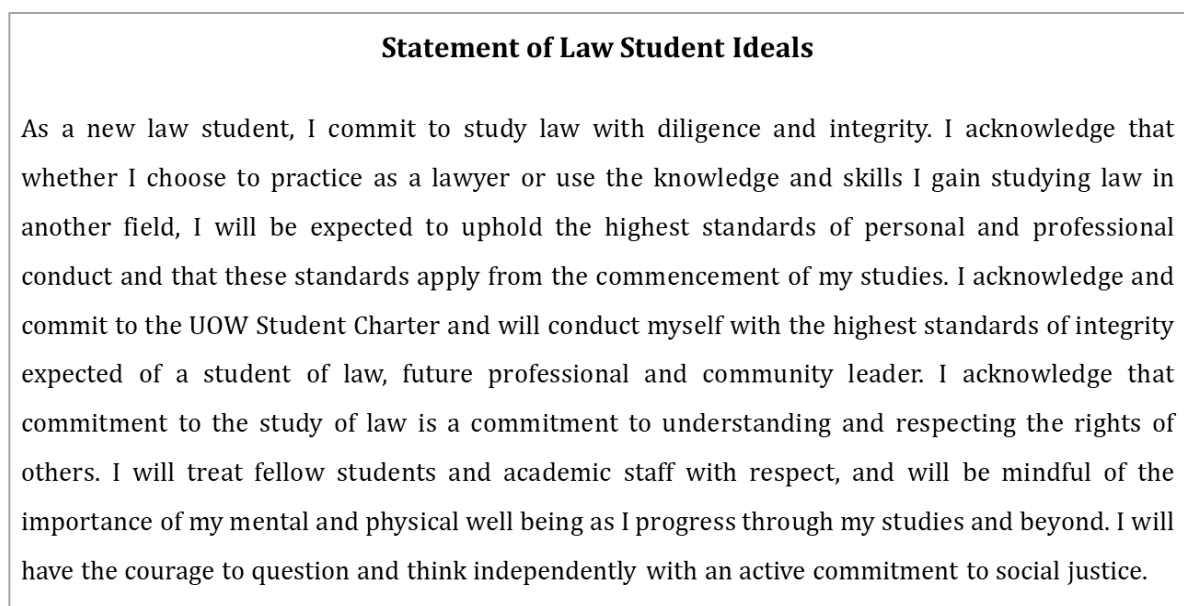 Statement of Law Student Ideals
As a new law student, I commit to study law with diligence and integrity. I acknowledge that
whether I choose to practice as a lawyer or use the knowledge and skills I gain studying law in
another field, I will be expected to uphold the highest standards of personal and professional
conduct and that these standards apply from the commencement of my studies. I acknowledge and
commit to the UOW Student Charter and will conduct myself with the highest standards of integrity
expected of a student of law, future professional and community leader. I acknowledge that
commitment to the study of law is a commitment to understanding and respecting the rights of
others. I will treat fellow students and academic staff with respect, and will be mindful of the
importance of my mental and physical well being as I progress through my studies and beyond. I will
have the courage to question and think independently with an active commitment to social justice.